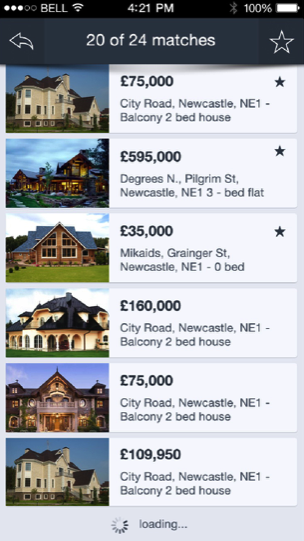 BELL 4:21 PM 100%
20 of 24 matches
£75,000
City Road, Newcastle, NE1 -
Balcony 2 bed house
£595,000
Degrees N., Pilgrim St,
Newcastle, NE1 3 - bed flat
£35,000
Mikaids, Grainger St,
Newcastle, NE1 - 0 bed
£160,000
City Road, Newcastle, NE1 -
Balcony 2 bed house
£75,000
City Road, Newcastle, NE1 -
Balcony 2 bed house
£109,950
City Road, Newcastle, NE1 -
Balcony 2 bed house
loading...